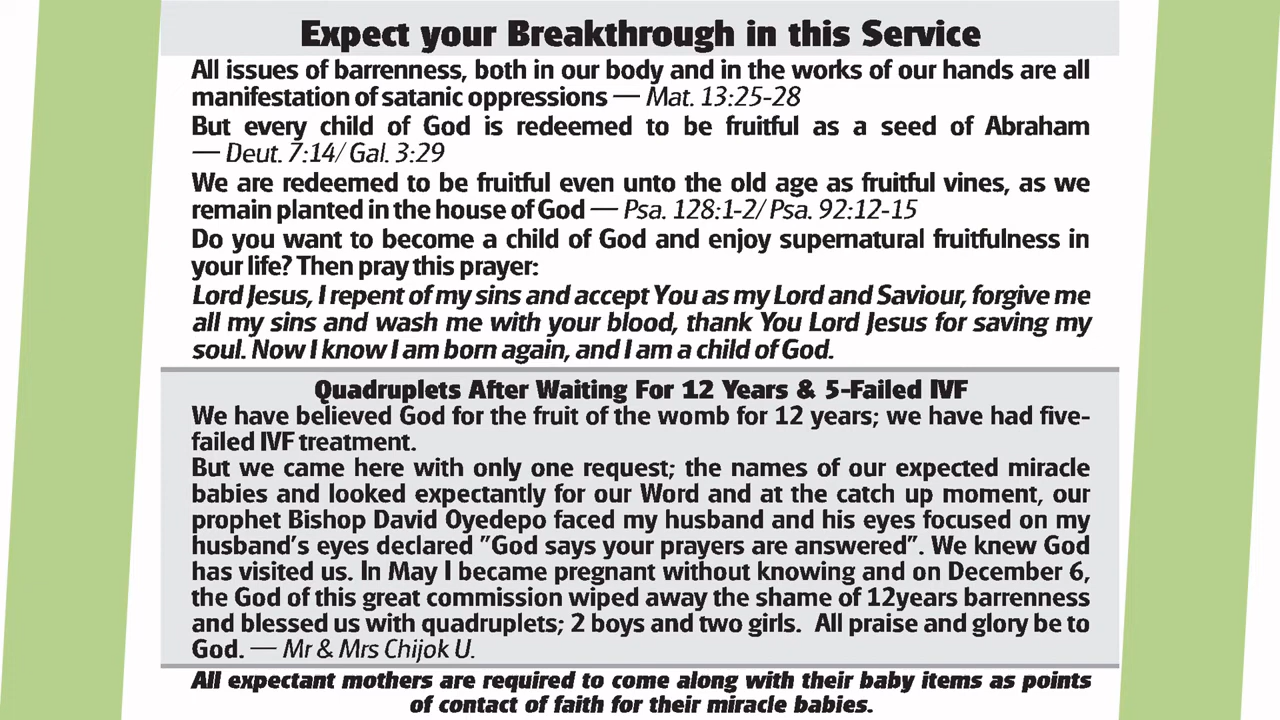 Expect your Breakthrough in this Service
All issues of barrenness, both in our body and in the works of our hands are all
manifestation of satanic oppressions — Mat. 13:25-28
But every child of God is redeemed to be fruitful as a seed of Abraham
— Deut. 7:14/ Gal. 3:29
We are redeemed to be fruitful even unto the old age as fruitful vines, as we
remain planted in the house of God — Psa. 128:1-2/ Psa. 92:12-15
Do you want to become a child of God and enjoy supernatural fruitfulness in
your life? Then pray this prayer:
Lord Jesus, I repent of my sins and accept You as my Lord and Saviour, forgive me
all my sins and wash me with your blood, thank You Lord Jesus for saving my
soul. Now I know I am born again, and I am a child of God.
Quadruplets After Waiting For 12 Years & 5-Failed IVF
We have believed God for the fruit of the womb for 12 years; we have had five-
failed IVF treatment.
But we came here with only one request; the names of our expected miracle
babies and looked expectantly for our Word and at the catch up moment, our
prophet Bishop David Oyedepo faced my husband and his eyes focused on my
husband's eyes declared "God says your prayers are answered". We knew God
has visited us. In May I became pregnant without knowing and on December 6,
the God of this great commission wiped away the shame of 12years barrenness
and blessed us with quadruplets; 2 boys and two girls. All praise and glory be to
God. — Mr & Mrs Chijok U.
All expectant mothers are required to come along with their baby items as points
of contact of faith for their miracle babies.